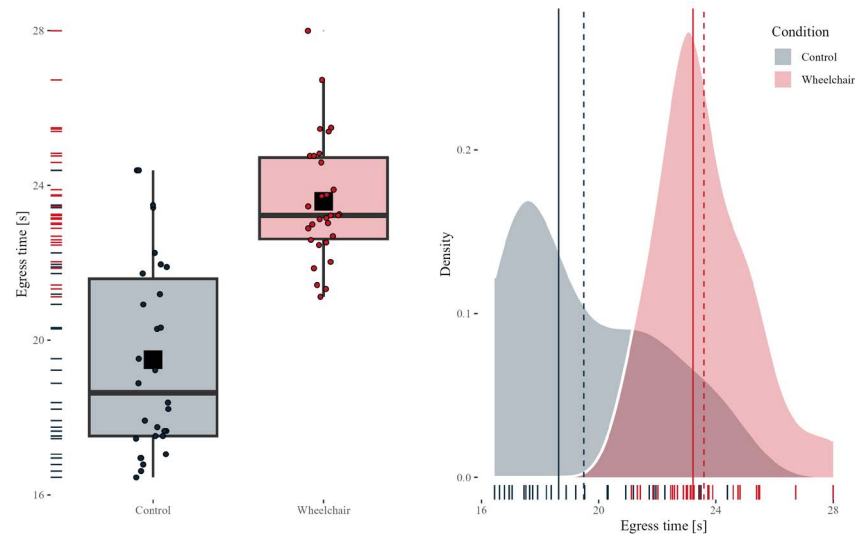 28
24
20
16
Egress time [s]
Control
Wheelchair
Condition
Control
Wheelchair
0.2
0.1
0.0
Density
16
20
24
28
Egress time [s]